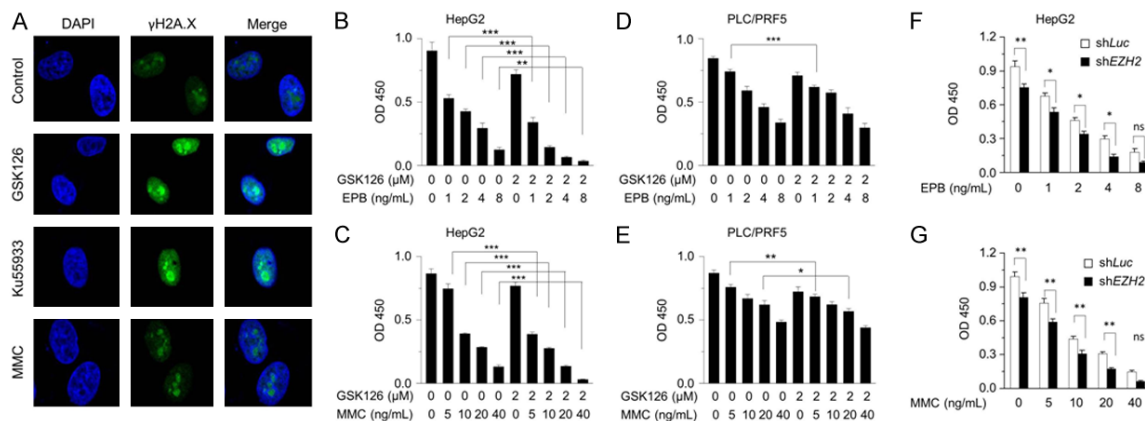 A
DAPI γH2A.X Merge
Control
GSK126
Ku55933
MMC
B
HepG2
*** *** *** **
OD 450
1.0
0.5
0.0
GSK126 (μM) 0 0 0 0 0 2 2 2 2 2
EPB (ng/mL) 0 1 2 4 8 0 1 2 4 8
C
HepG2
*** *** *** ***
OD 450
1.0
0.5
0.0
GSK126 (μM) 0 0 0 0 0 2 2 2 2 2
MMC (ng/mL) 0 5 10 20 40 0 5 10 20 40
D
PLC/PRF5
***
OD 450
1.0
0.5
0.0
GSK126 (μM) 0 0 0 0 0 2 2 2 2 2
EPB (ng/mL) 0 1 2 4 8 0 1 2 4 8
E
PLC/PRF5
** *
OD 450
1.0
0.5
0.0
GSK126 (μM) 0 0 0 0 0 2 2 2 2 2
MMC (ng/mL) 0 5 10 20 40 0 5 10 20 40
F
HepG2
shLuc
shEZH2
** * * * ns
OD 450
1.2
0.9
0.6
0.3
0.0
EPB (ng/mL) 0 1 2 4 8
G
shLuc
shEZH2
** ** ** ** ns
OD 450
1.2
0.9
0.6
0.3
0.0
MMC (ng/mL) 0 5 10 20 40